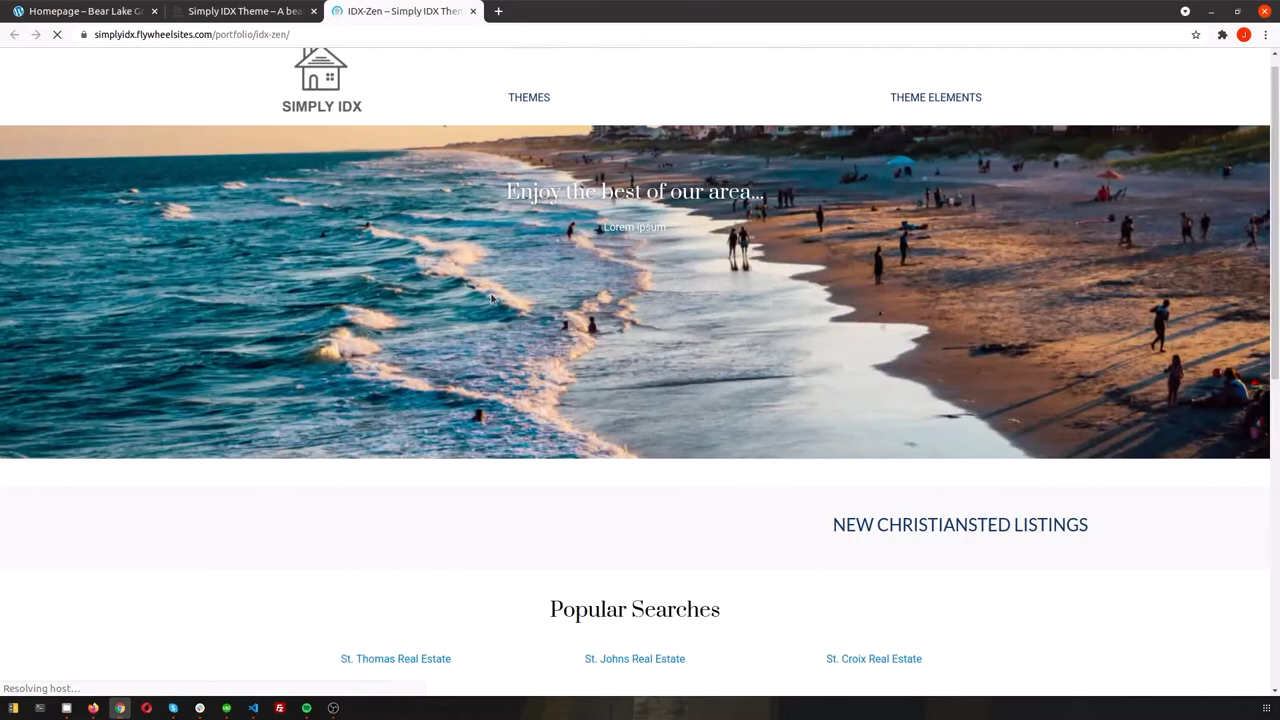 Homepage – Bear Lake Gr
Simply IDX Theme – A bea
IDX-Zen – Simply IDX Them
simplyidx.flywheelsites.com/portfolio/idx-zen/
J
SIMPLY IDX
THEMES
THEME ELEMENTS
Enjoy the best of our area...
Lorem ipsum
NEW CHRISTIANSTED LISTINGS
Popular Searches
St. Thomas Real Estate
St. Johns Real Estate
St. Croix Real Estate
Resolving host...